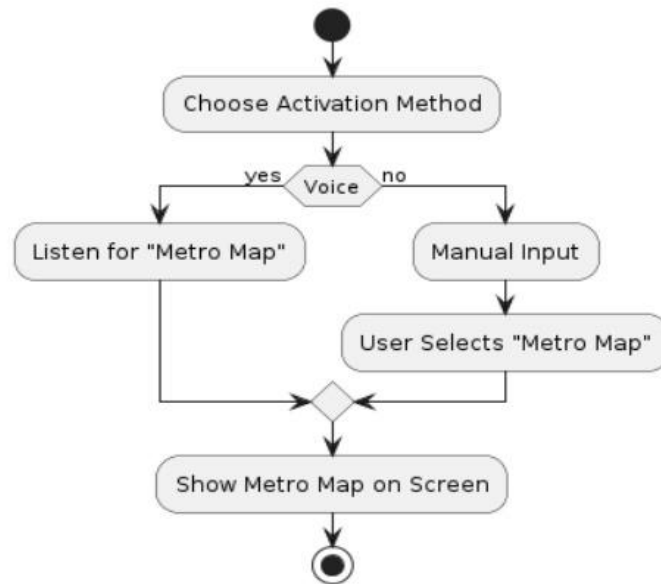 Choose Activation Method
yes
Voice
no
Listen for "Metro Map"
Manual Input
User Selects "Metro Map"
Show Metro Map on Screen